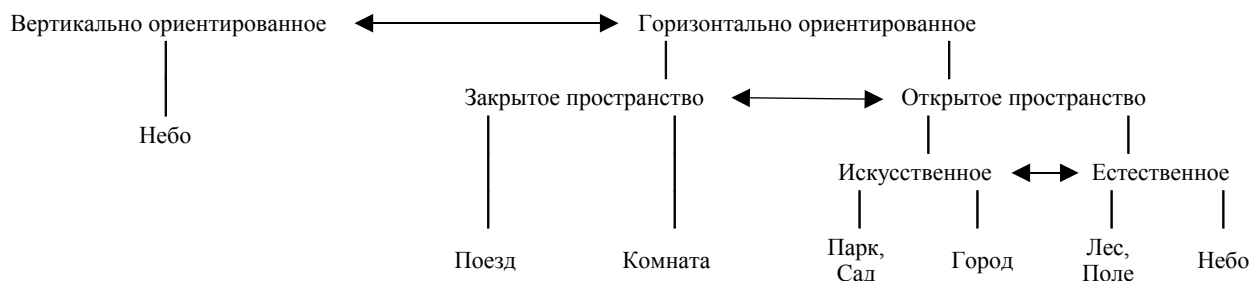 Вертикально ориентированное Горизонтально ориентированное
Закрытое пространство Открытое пространство
Небо
Искусственное Естественное
Поезд Комната Парк, Город Лес, Небо
Сад Поле